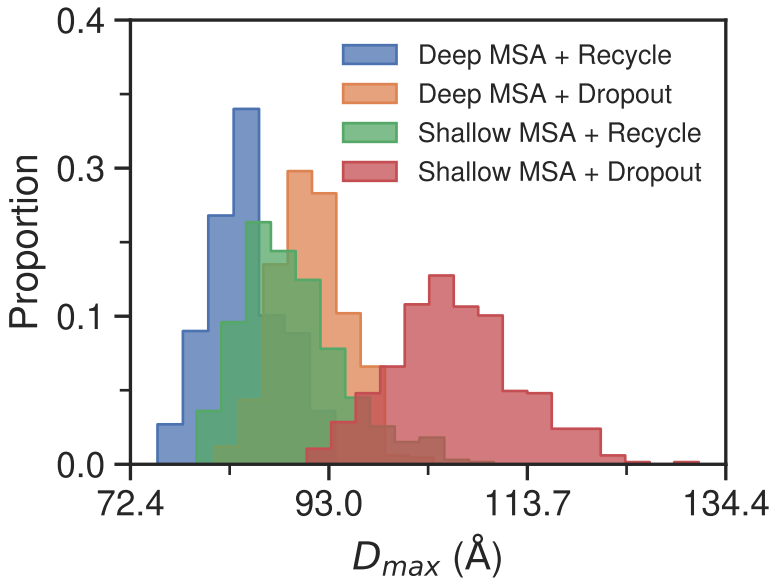 0.4
0.3
0.1
0.0
Proportion
Deep MSA + Recycle
Deep MSA + Dropout
Shallow MSA + Recycle
Shallow MSA + Dropout
72.4 93.0 113.7 134.4
Dmax (Å)